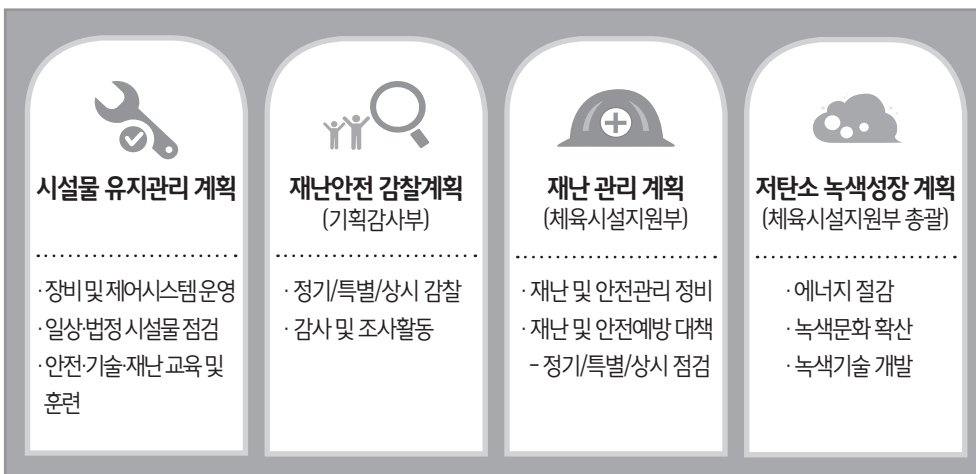 시설물 유지관리 계획
· 장비 및 제어시스템 운영
· 일상·법정 시설물 점검
· 안전·기술·재난 교육 및
훈련
재난안전 감찰계획
(기획감사부)
· 정기/특별/상시 감찰
· 감사 및 조사활동
재난 관리 계획
(체육시설지원부)
· 재난 및 안전관리 정비
· 재난 및 안전예방 대책
- 정기/특별/상시 점검
저탄소 녹색성장 계획
(체육시설지원부 총괄)
· 에너지 절감
· 녹색문화 확산
· 녹색기술 개발